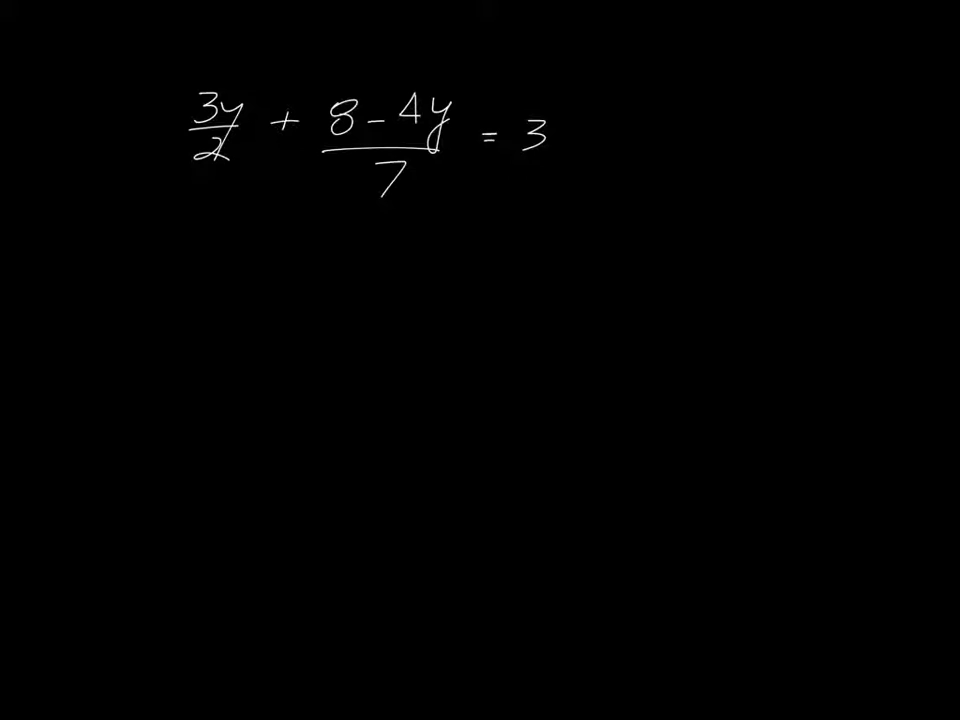 3y/2 + (8 - 4y)/7 = 3